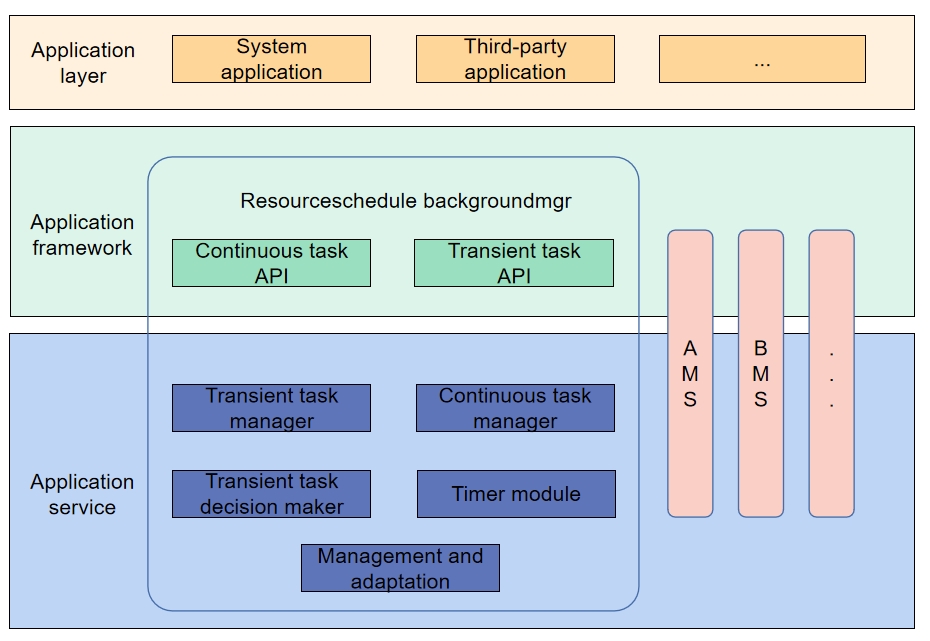 Application
layer
System
application
Third-party
application
...
Application
framework
Resourceschedule backgroundmgr
Continuous task
API
Transient task
API
A
M
S
B
M
S
.
.
.
Application
service
Transient task
manager
Continuous task
manager
Transient task
decision maker
Timer module
Management and
adaptation